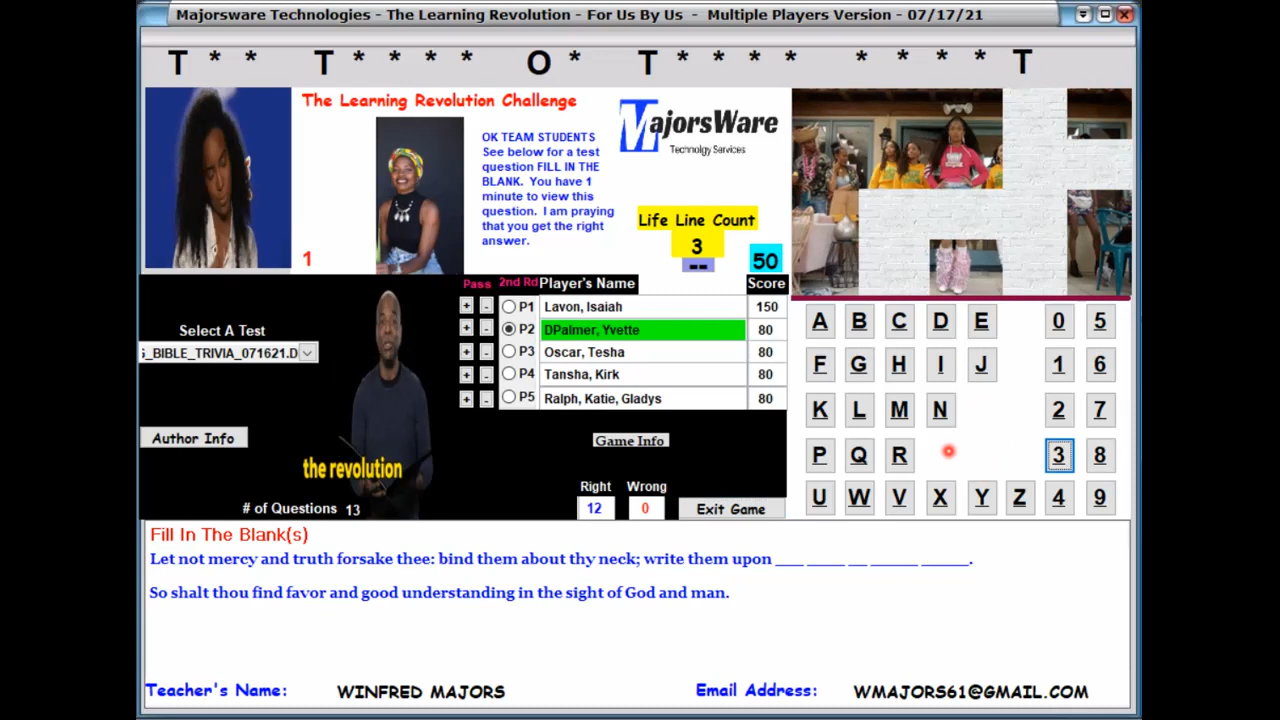 Majorsware Technologies - The Learning Revolution - For Us By Us - Multiple Players Version - 07/17/21
T * * T * * * * O * T * * * * * * * * T
The Learning Revolution Challenge
OK TEAM STUDENTS
See below for a test
question FILL IN THE
BLANK. You have 1
minute to view this
question. I am praying
that you get the right
answer.
MajorsWare
Technolgy Services
Life Line Count
3
--
50
1
Pass 2nd Rd Player's Name Score
+ - P1 Lavon, Isaiah 150
+ - P2 DPalmer, Yvette 80
+ - P3 Oscar, Tesha 80
+ - P4 Tansha, Kirk 80
+ - P5 Ralph, Katie, Gladys 80
Select A Test
_BIBLE_TRIVIA_071621.D
Author Info
the revolution
# of Questions 13
Game Info
Right Wrong
12 0
Exit Game
A B C D E 0 5
F G H I J 1 6
K L M N 2 7
P Q R 3 8
U W V X Y Z 4 9
Fill In The Blank(s)
Let not mercy and truth forsake thee: bind them about thy neck; write them upon ___ ____ __ _____ _____.
So shalt thou find favor and good understanding in the sight of God and man.
Teacher's Name: WINFRED MAJORS Email Address: WMAJORS61@GMAIL.COM